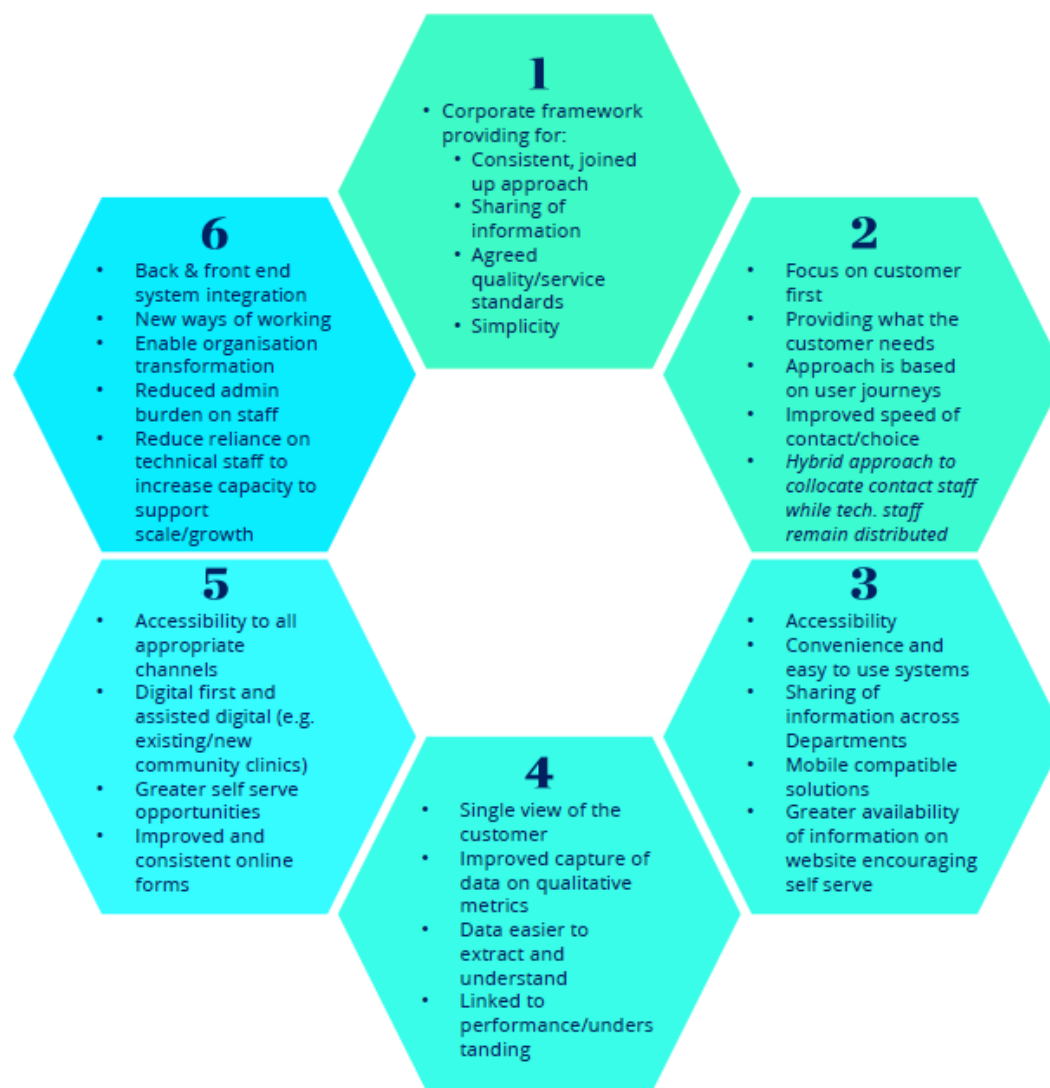 1
• Corporate framework
providing for:
• Consistent, joined
up approach
• Sharing of
information
• Agreed
quality/service
standards
• Simplicity
2
• Focus on customer
first
• Providing what the
customer needs
• Approach is based
on user journeys
• Improved speed of
contact/choice
• Hybrid approach to
collocate contact staff
while tech. staff
remain distributed
3
• Accessibility
• Convenience and
easy to use systems
• Sharing of
information across
Departments
• Mobile compatible
solutions
• Greater availability
of information on
website encouraging
self serve
4
• Single view of the
customer
• Improved capture of
data on qualitative
metrics
• Data easier to
extract and
understand
• Linked to
performance/unders
tanding
5
• Accessibility to all
appropriate
channels
• Digital first and
assisted digital (e.g.
existing/new
community clinics)
• Greater self serve
opportunities
• Improved and
consistent online
forms
6
• Back & front end
system integration
• New ways of working
• Enable organisation
transformation
• Reduced admin
burden on staff
• Reduce reliance on
technical staff to
increase capacity to
support
scale/growth